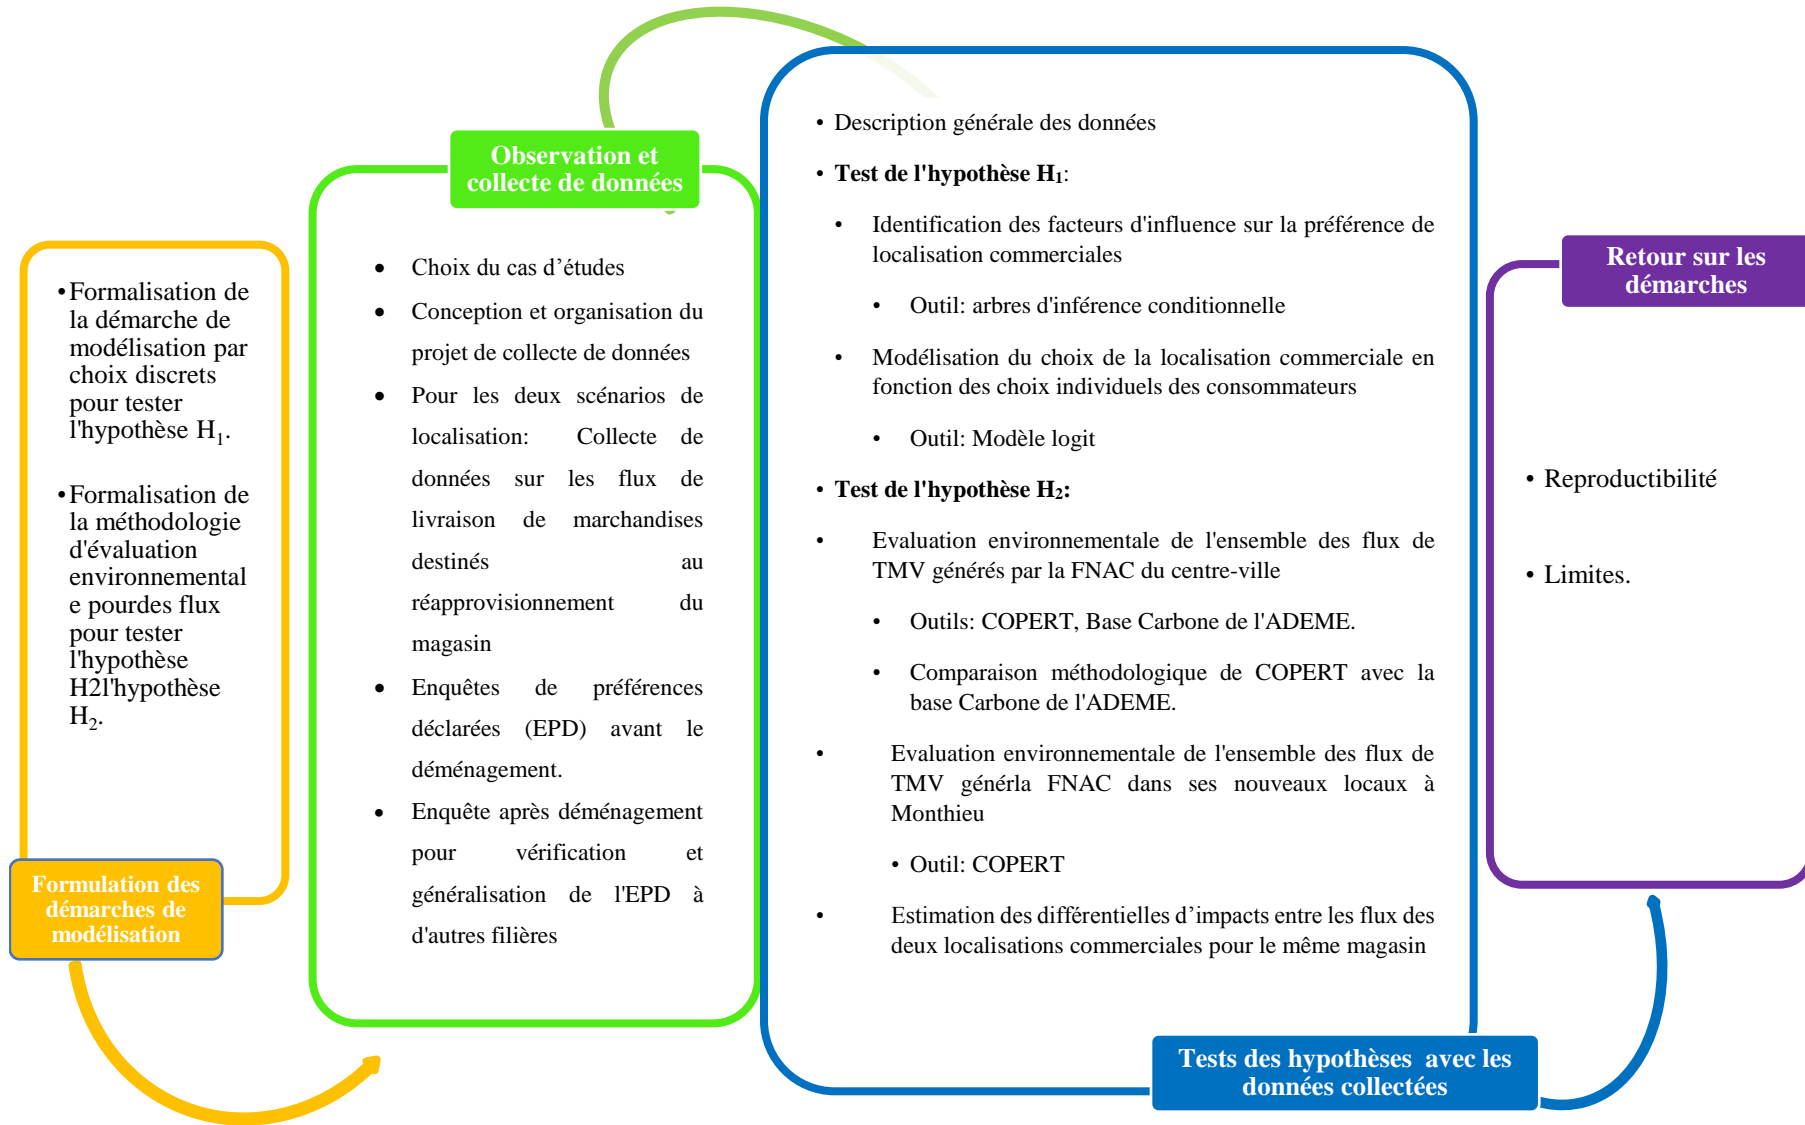 •Formalisation de
la démarche de
modélisation par
choix discrets
pour tester
l'hypothèse H₁.
•Formalisation de
la méthodologie
d'évaluation
environnemental
e pourdes flux
pour tester
l'hypothèse
H2l'hypothèse
H₂.
Formulation des
démarches de
modélisation
Observation et
collecte de données
• Choix du cas d’études
• Conception et organisation du
projet de collecte de données
• Pour les deux scénarios de
localisation: Collecte de
données sur les flux de
livraison de marchandises
destinés au
réapprovisionnement du
magasin
• Enquêtes de préférences
déclarées (EPD) avant le
déménagement.
• Enquête après déménagement
pour vérification et
généralisation de l'EPD à
d'autres filières
• Description générale des données
• Test de l'hypothèse H₁:
• Identification des facteurs d'influence sur la préférence de
localisation commerciales
• Outil: arbres d'inférence conditionnelle
• Modélisation du choix de la localisation commerciale en
fonction des choix individuels des consommateurs
• Outil: Modèle logit
• Test de l'hypothèse H₂:
• Evaluation environnementale de l'ensemble des flux de
TMV générés par la FNAC du centre-ville
• Outils: COPERT, Base Carbone de l'ADEME.
• Comparaison méthodologique de COPERT avec la
base Carbone de l'ADEME.
• Evaluation environnementale de l'ensemble des flux de
TMV générla FNAC dans ses nouveaux locaux à
Monthieu
• Outil: COPERT
• Estimation des différentielles d’impacts entre les flux des
deux localisations commerciales pour le même magasin
Tests des hypothèses avec les
données collectées
Retour sur les
démarches
• Reproductibilité
• Limites.